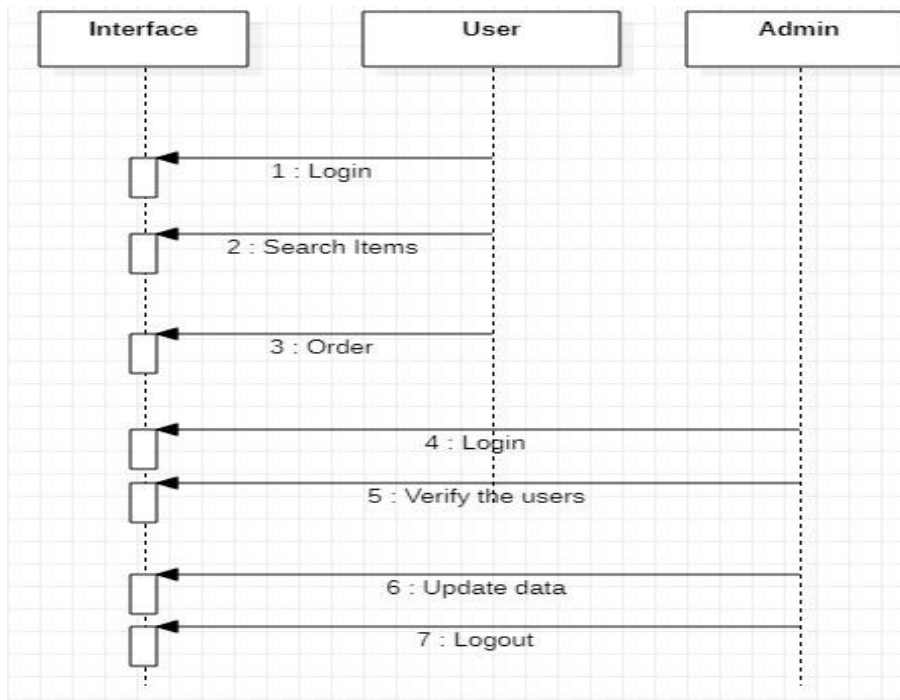 Interface
User
Admin
1 : Login
2 : Search Items
3 : Order
4 : Login
5 : Verify the users
6 : Update data
7 : Logout